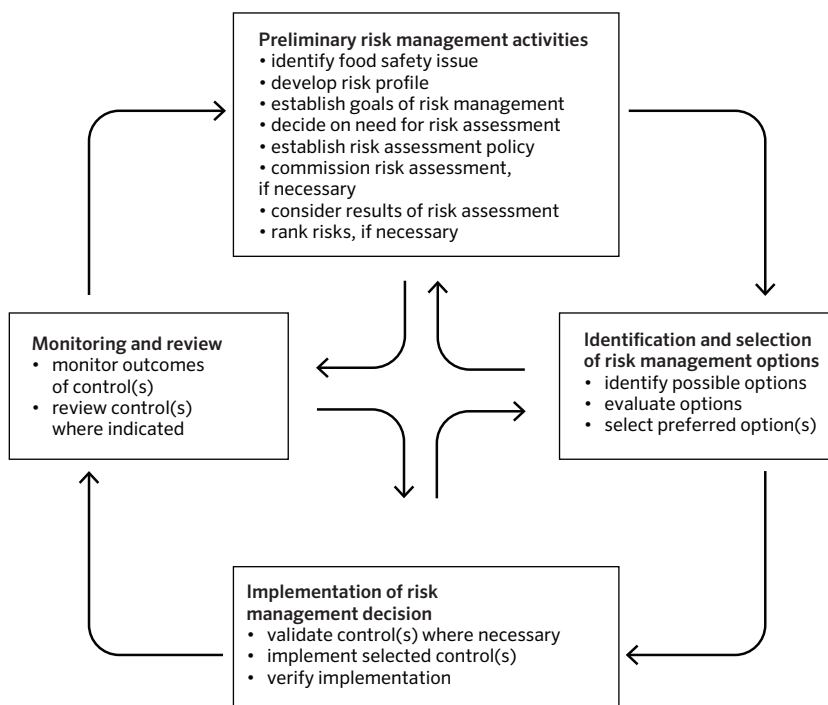 Preliminary risk management activities
• identify food safety issue
• develop risk profile
• establish goals of risk management
• decide on need for risk assessment
• establish risk assessment policy
• commission risk assessment,
if necessary
• consider results of risk assessment
• rank risks, if necessary
Monitoring and review
• monitor outcomes
of control(s)
• review control(s)
where indicated
Identification and selection
of risk management options
• identify possible options
• evaluate options
• select preferred option(s)
Implementation of risk
management decision
• validate control(s) where necessary
• implement selected control(s)
• verify implementation